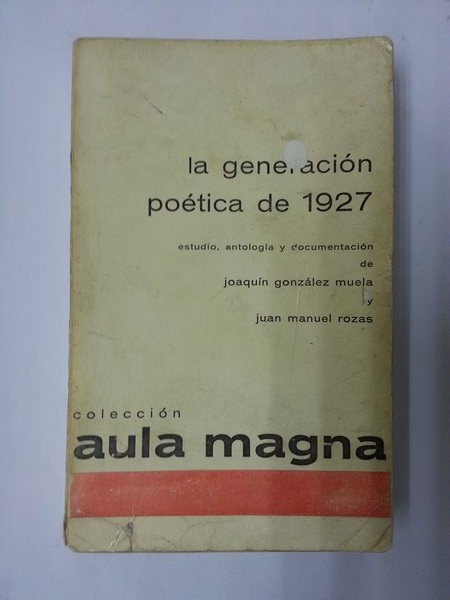 la generación
poética de 1927
estudio, antología y documentación
de
joaquín gonzález muela
y
juan manuel rozas
colección
aula magna